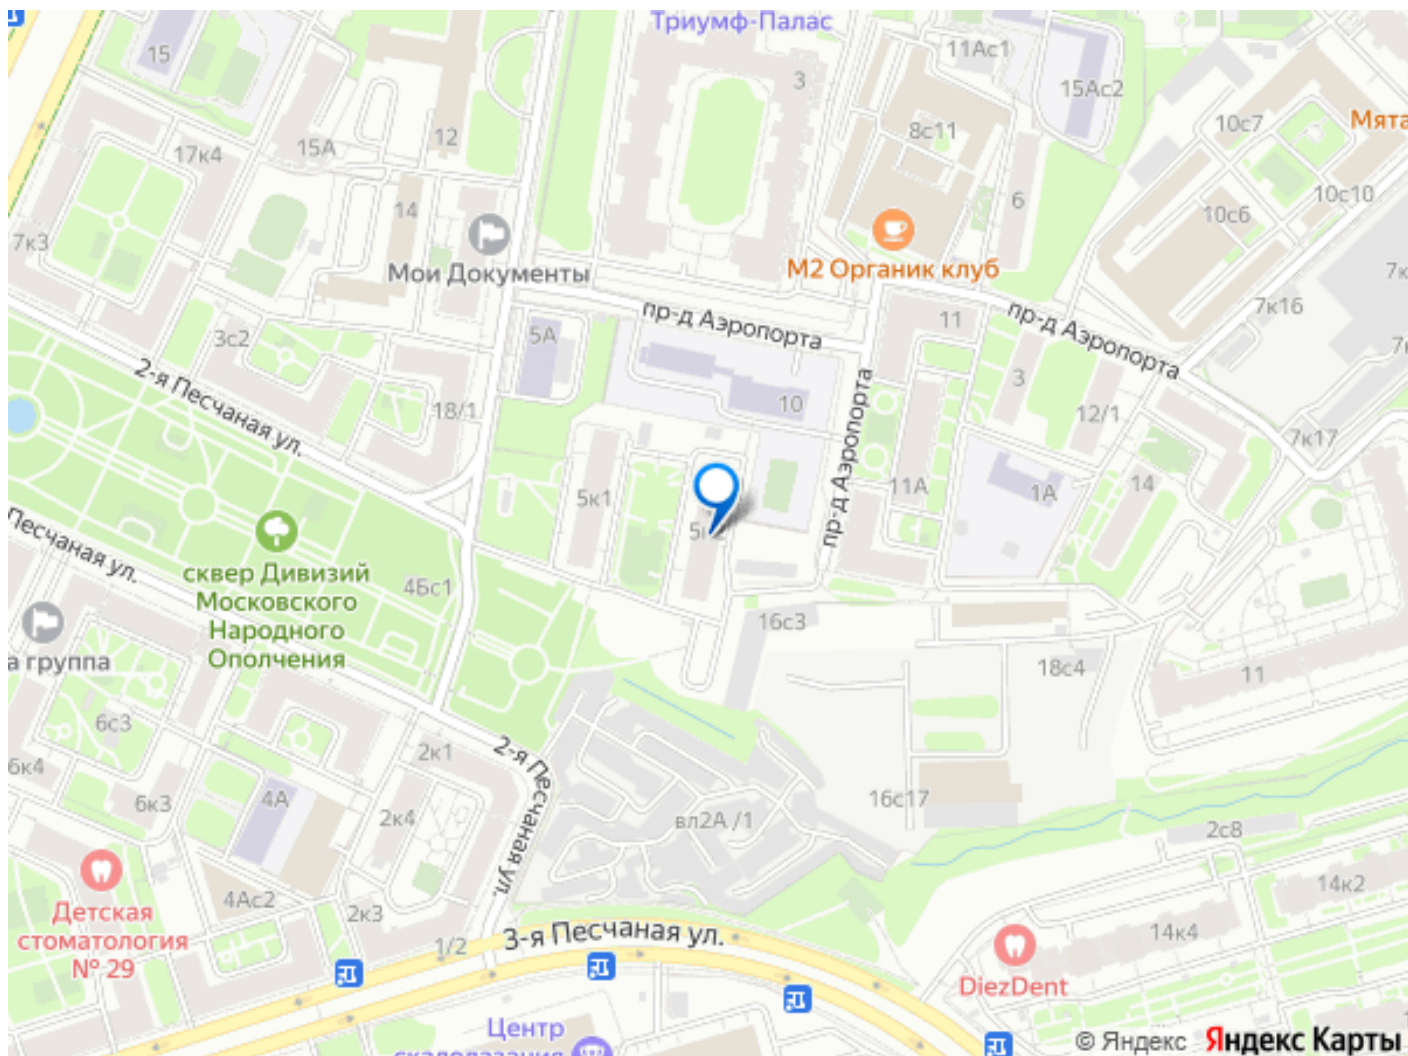 Триумф-Палас
15
11Ас1
3
15Ас2
Мята
10с7
8с11
12
15А
17к4
10с10
6
14
10с6
7к3
Мои Документы
М2 Органик клуб
7к
7к16
пр-д Аэропорта
11
пр-д Аэропорта
5А
3с2
2-я Песчаная ул.
3
10
18/1
12/1
пр-д Аэропорта
7к17
11А
1А
14
5к1
Песчаная ул.
сквер Дивизий
Московского
Народного
Ополчения
4Бс1
16с3
а группа
18с4
11
6с3
2к1
2-я Песчаная ул.
6к4
6к3
4А
2к4
вл2А /1
16с17
2с8
14к2
4Ас2
2к3
Детская
стоматология
№ 29
1/2
3-я Песчаная ул.
14к4
DiezDent
Центр
скалолазания
© Яндекс Яндекс Карты